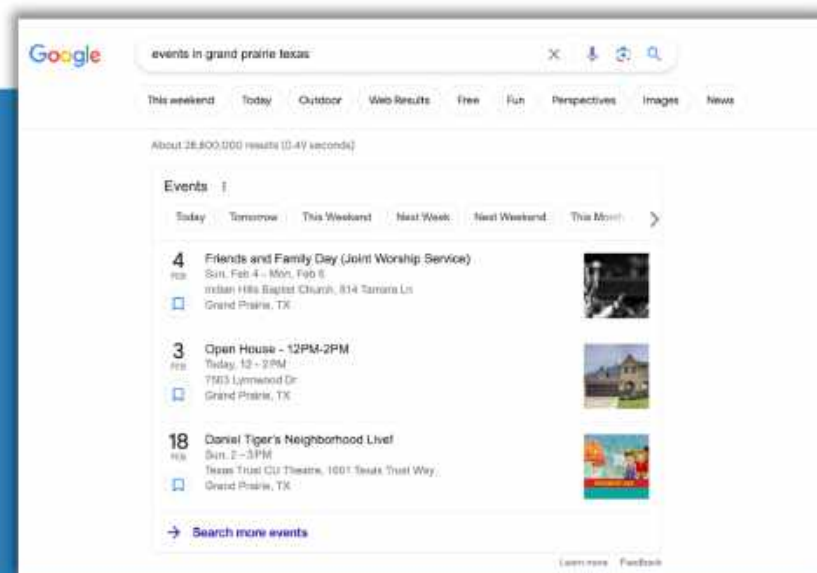 Google
events in grand prairie texas
This weekend Today Outdoor Web Results Free Fun Perspectives Images News
About 28,800,000 results (0.49 seconds)
Events
Today Tomorrow This Weekend Next Week Next Weekend This Month
4 Friends and Family Day (Joint Worship Service)
FEB Sun, Feb 4 – Mon, Feb 5
Indian Hills Baptist Church, 814 Tamara Ln
Grand Prairie, TX
3 Open House - 12PM-2PM
FEB Today, 12 – 2 PM
7503 Lynnwood Dr
Grand Prairie, TX
18 Daniel Tiger's Neighborhood Live!
FEB Sun, 2 – 3 PM
Texas Trust CU Theatre, 1001 Texas Trust Way,
Grand Prairie, TX
Search more events
Learn more Feedback